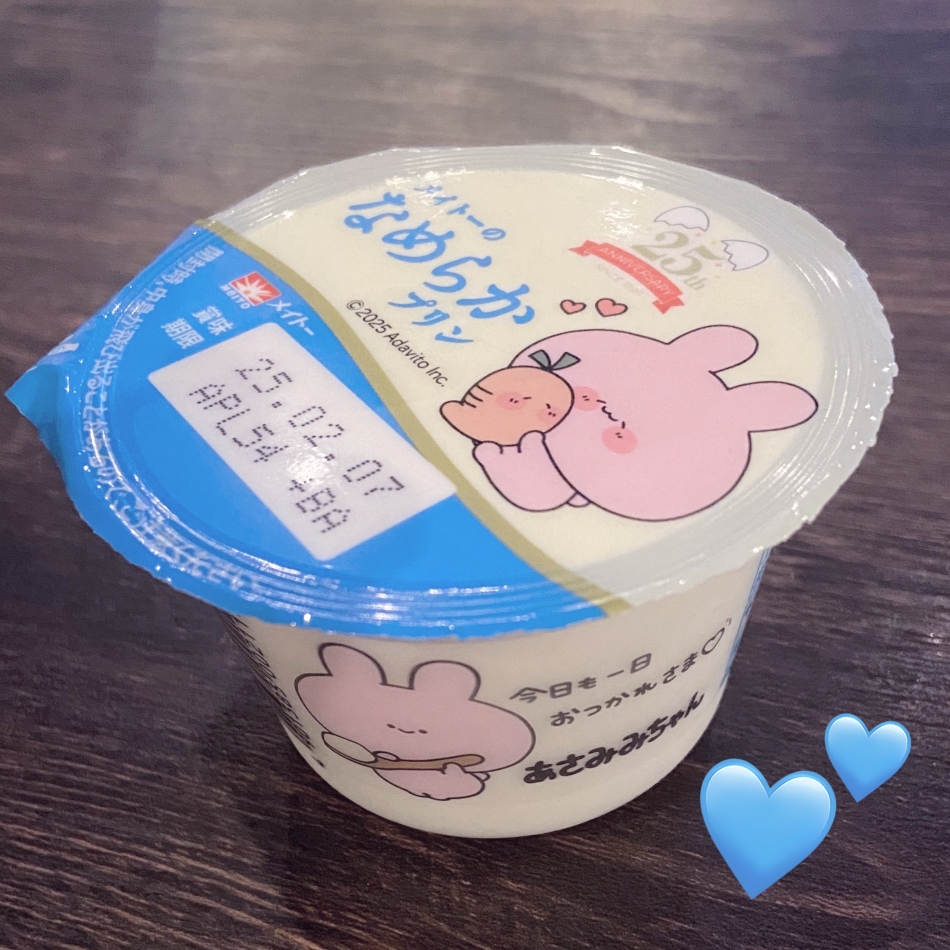 メイトーの
なめらか
プリン
©2025 Adavito Inc.
25th
ANNIVERSARY
MEITO
メイトー
賞味
期限
25.02.07
APL54 +BA
今日も一日
おつかれさま♡
あさみみちゃん